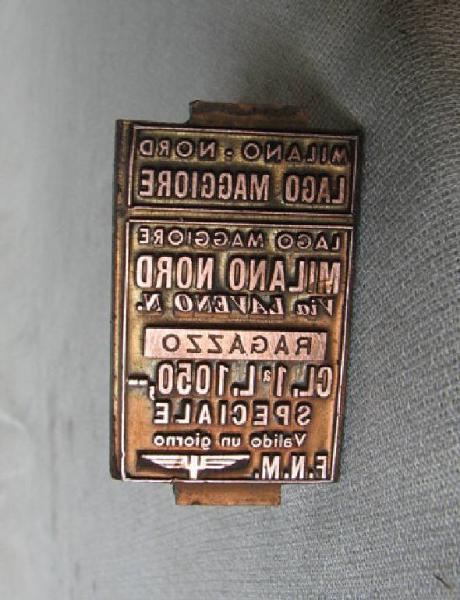 MILANO - NORD
LAGO MAGGIORE
LAGO MAGGIORE
MILANO NORD
Via LAVENO N.
RAGAZZO
CL. 1ª L. 1050,--
SPECIALE
Valido un giorno
F.N.M.